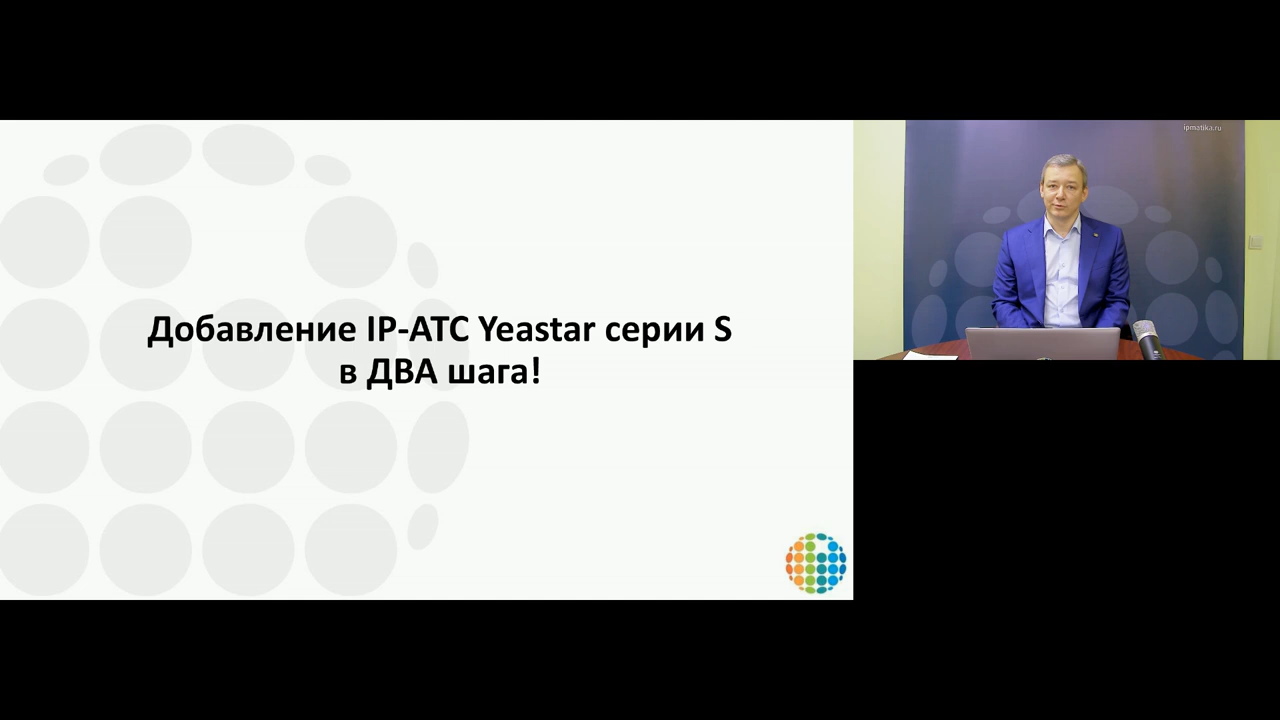 Добавление IP-АТС Yeastar серии S
в ДВА шага!
ipmatika.ru